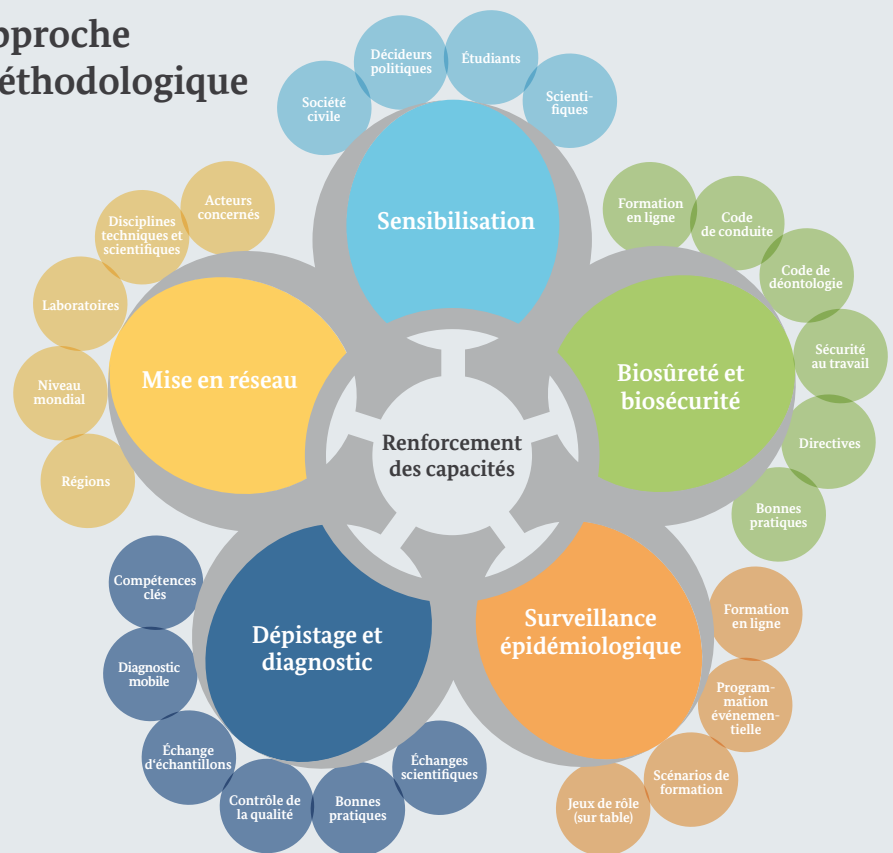 pproche
éthodologique
Société
civile
Décideurs
politiques
Étudiants
Scienti-
fiques
Sensibilisation
Acteurs
concernés
Disciplines
techniques et
scientifiques
Laboratoires
Niveau
mondial
Régions
Mise en réseau
Formation
en ligne
Code
de conduite
Code de
déontologie
Sécurité
au travail
Directives
Bonnes
pratiques
Biosûreté et
biosécurité
Renforcement
des capacités
Dépistage et
diagnostic
Compétences
clés
Diagnostic
mobile
Échange
d'échantillons
Contrôle de
la qualité
Bonnes
pratiques
Échanges
scientifiques
Surveillance
épidémiologique
Formation
en ligne
Program-
mation
événemen-
tielle
Scénarios de
formation
Jeux de rôle
(sur table)